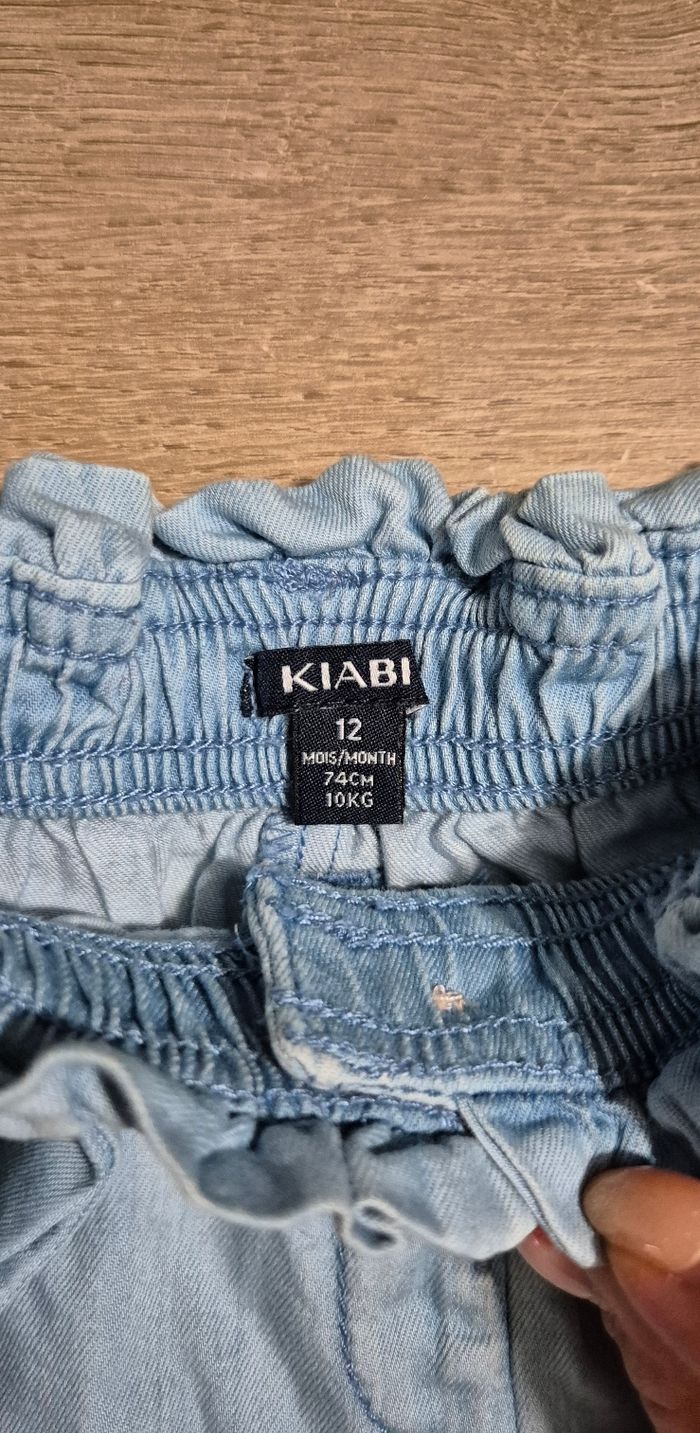 KIABI
12
MOIS/MONTH
74CM
10KG